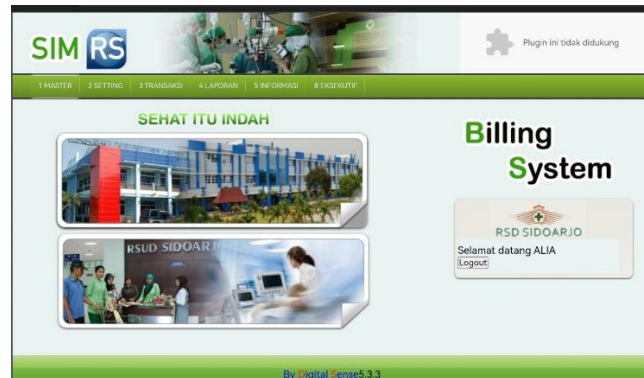 SIM RS
Plugin ini tidak didukung
1 MASTER 2 SETTING 3 TRANSAKSI 4 LAPORAN 5 INFORMASI 8 EKSEKUTIF
SEHAT ITU INDAH
Billing
System
RSUD SIDOARJ
RSD SIDOARJO
Selamat datang ALIA
Logout
By Digital Sense5.3.3